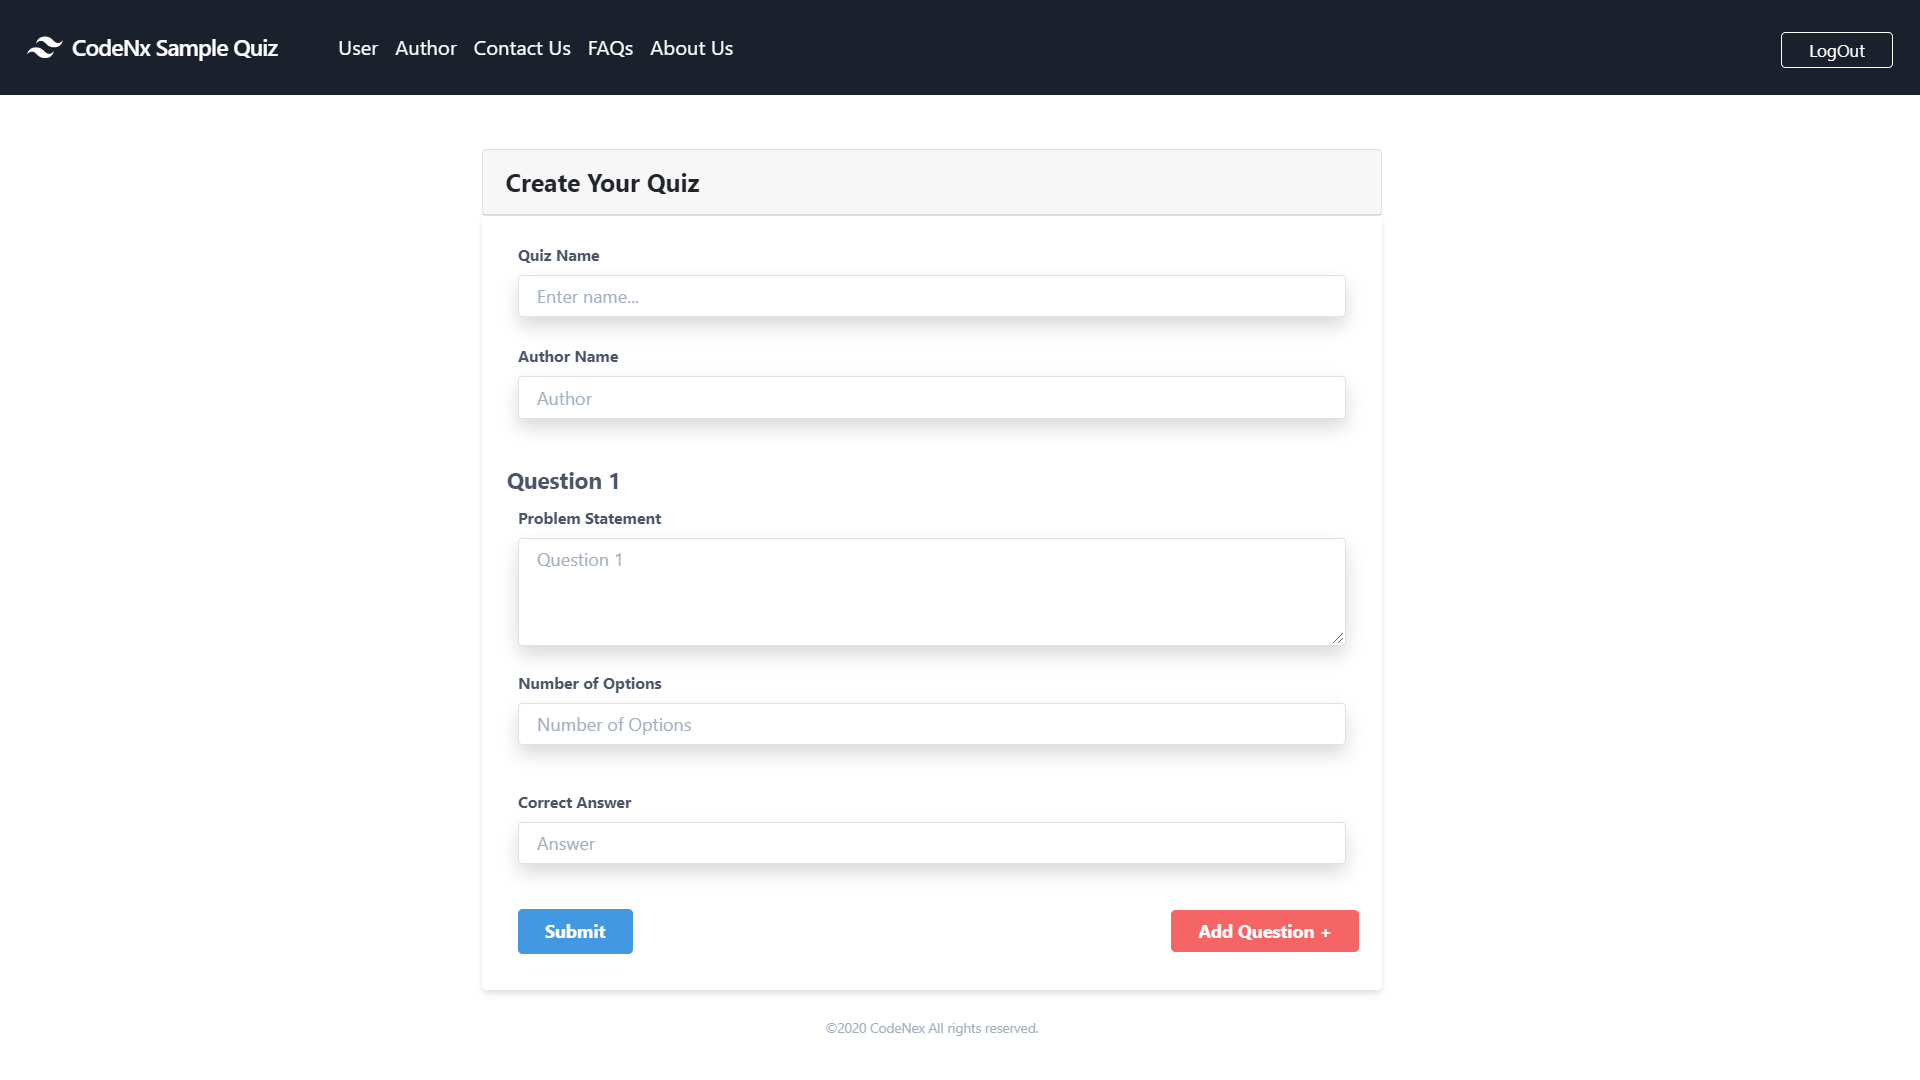 CodeNx Sample Quiz
User Author Contact Us FAQs About Us
LogOut
Create Your Quiz
Quiz Name
Enter name...
Author Name
Author
Question 1
Problem Statement
Question 1
Number of Options
Number of Options
Correct Answer
Answer
Submit
Add Question +
©2020 CodeNex All rights reserved.